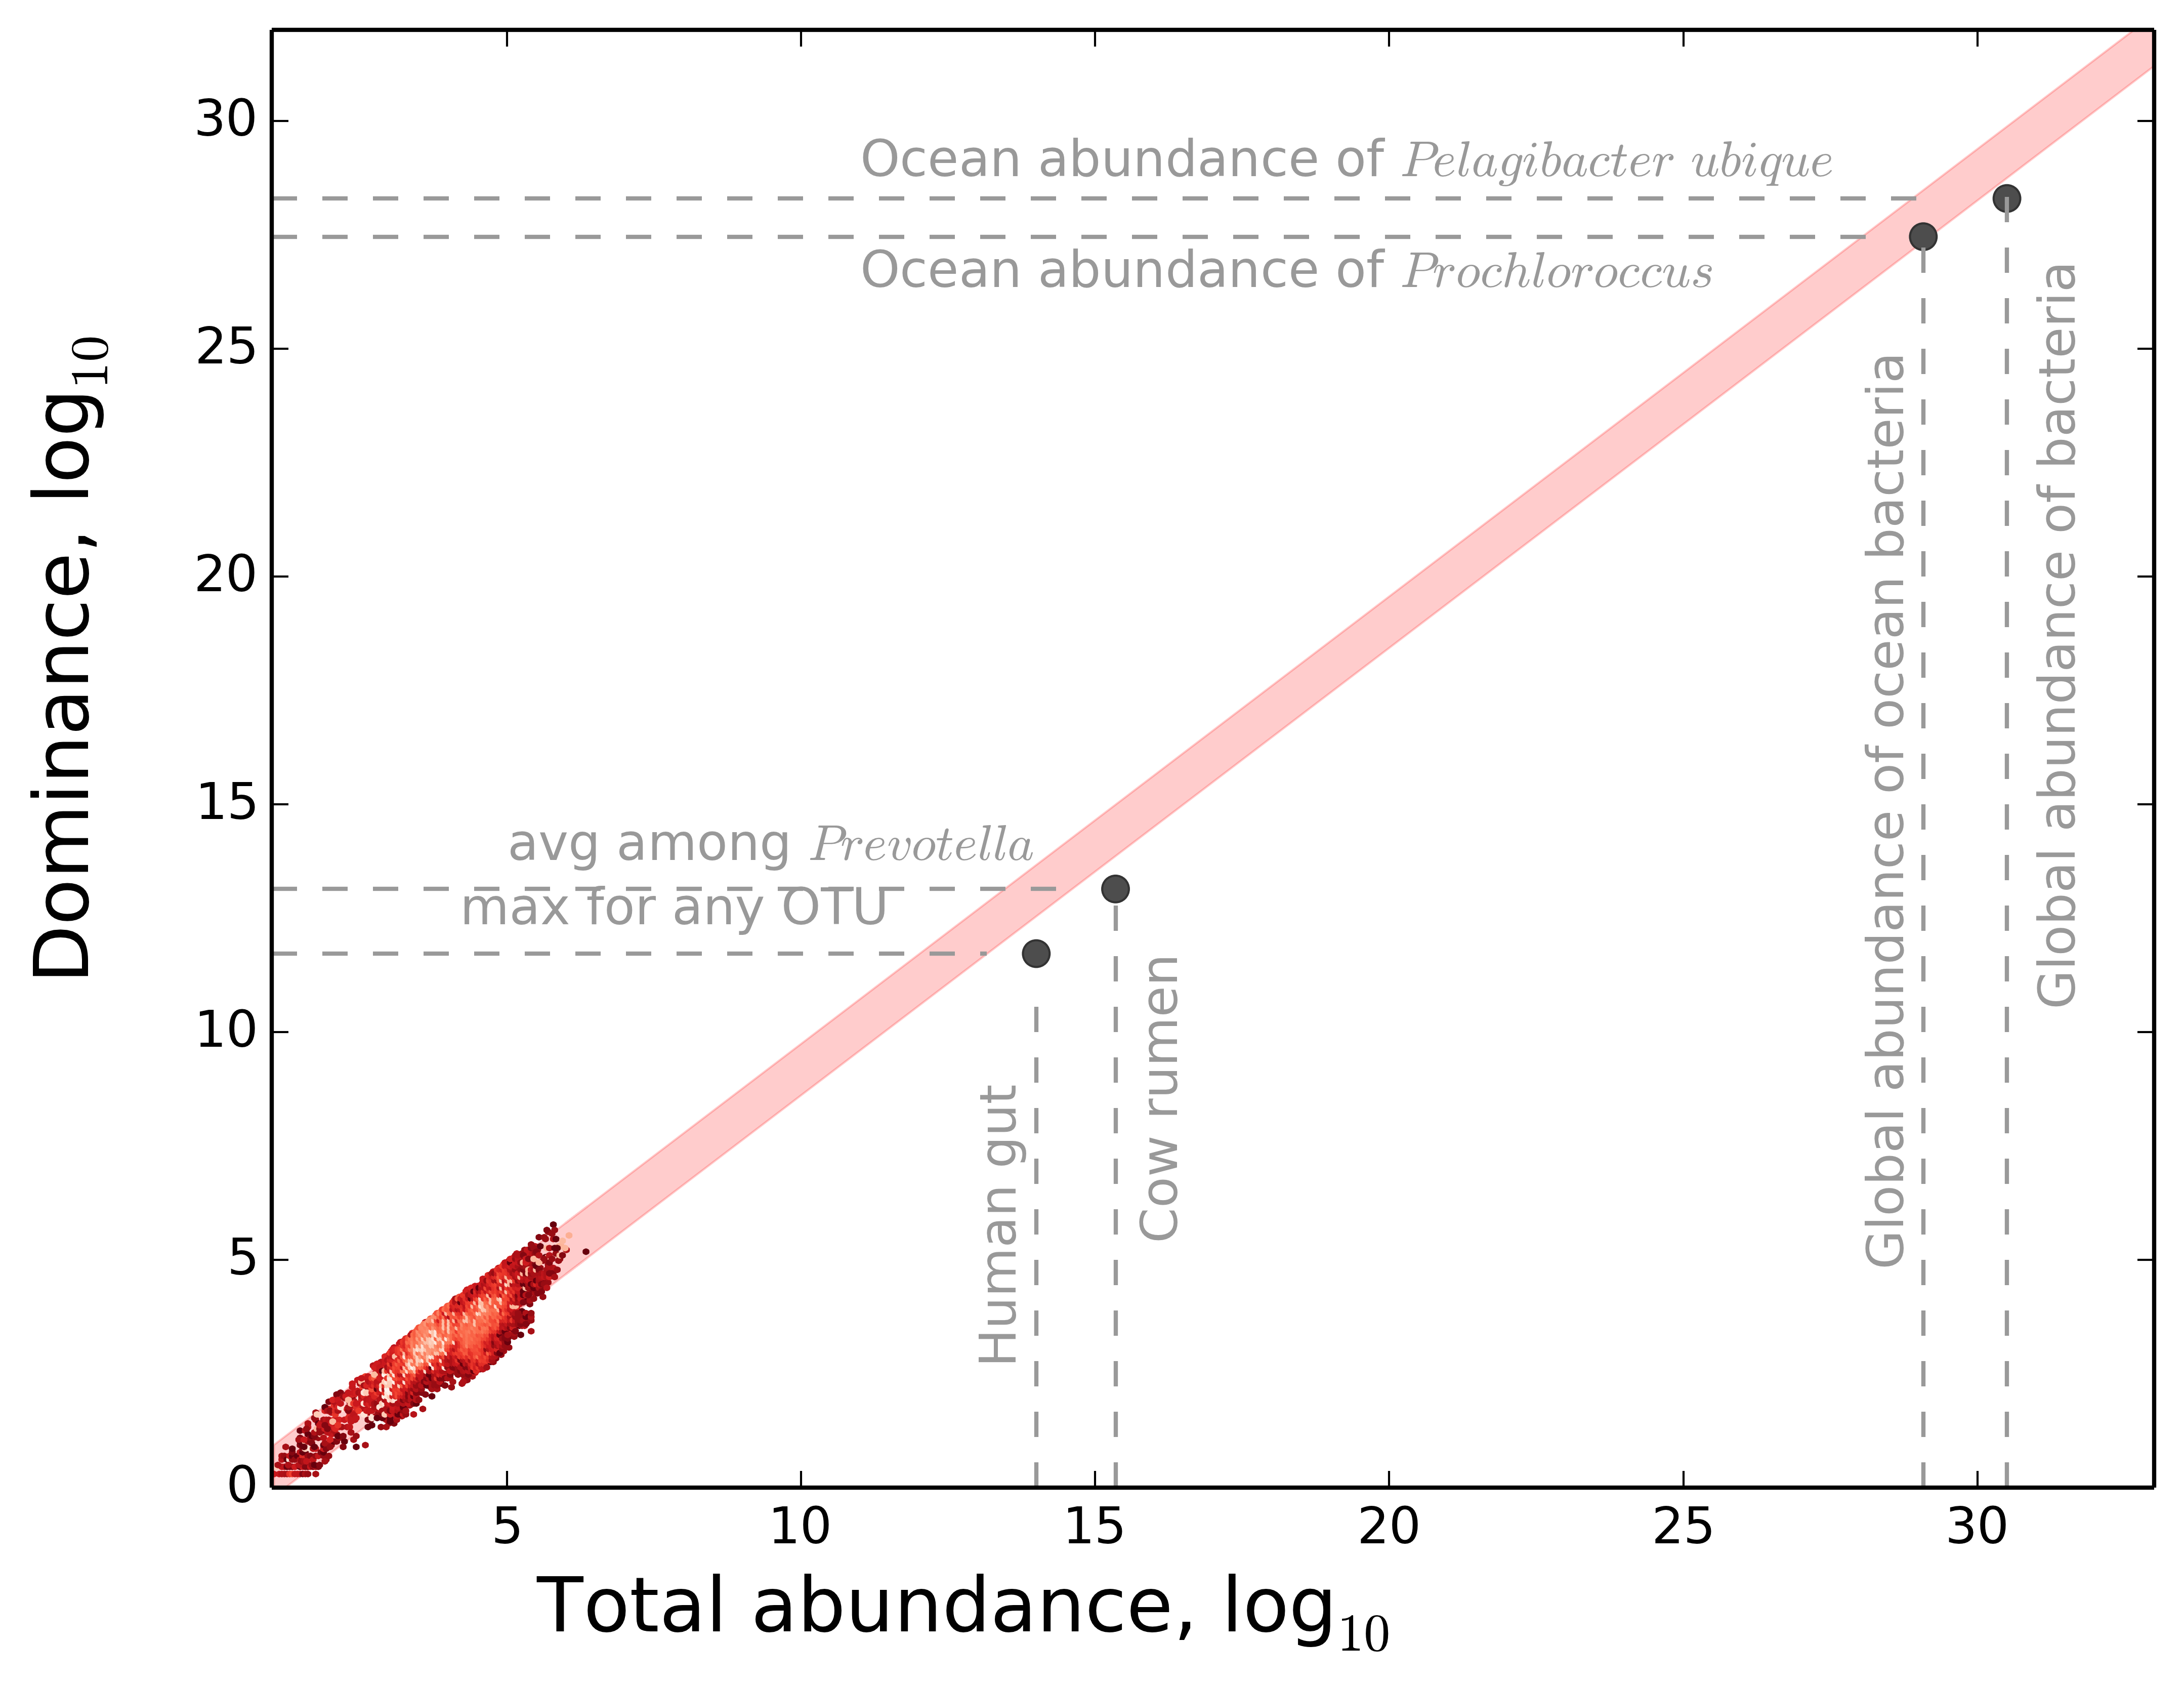 30
25
20
15
10
5
0
Dominance, log10
Ocean abundance of Pelagibacter ubique
Ocean abundance of Prochloroccus
avg among Prevotella
max for any OTU
Human gut
Cow rumen
Global abundance of ocean bacteria
Global abundance of bacteria
5
10
15
20
25
30
Total abundance, log10